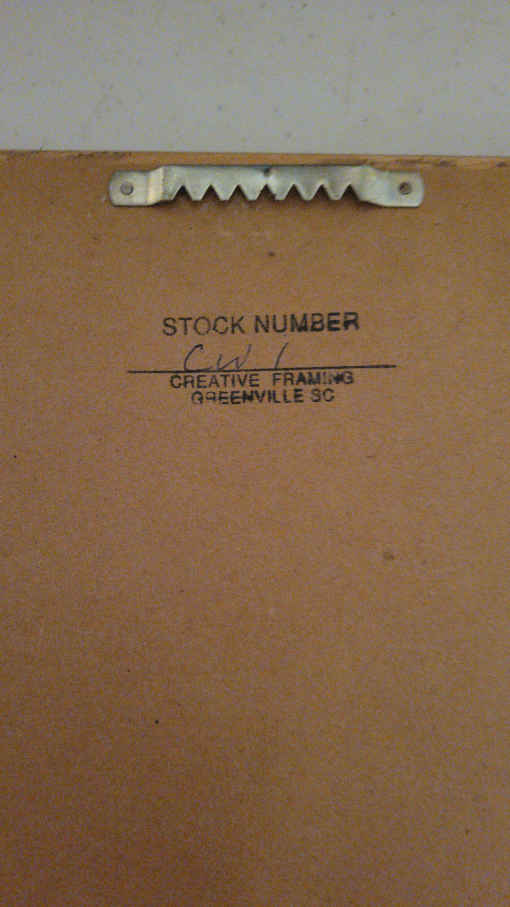 STOCK NUMBER
CW 1
CREATIVE FRAMING
GREENVILLE SC